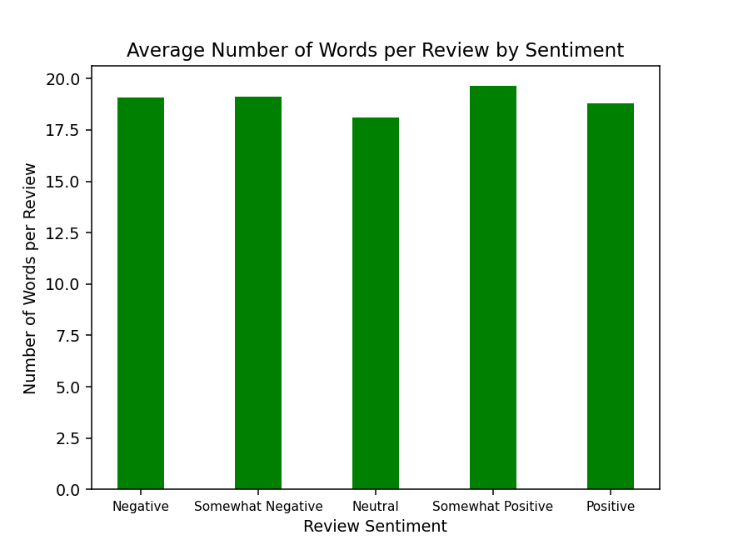 Average Number of Words per Review by Sentiment
20.0
17.5
15.0
12.5
10.0
7.5
5.0
2.5
0.0
Number of Words per Review
Negative Somewhat Negative Neutral Somewhat Positive Positive
Review Sentiment